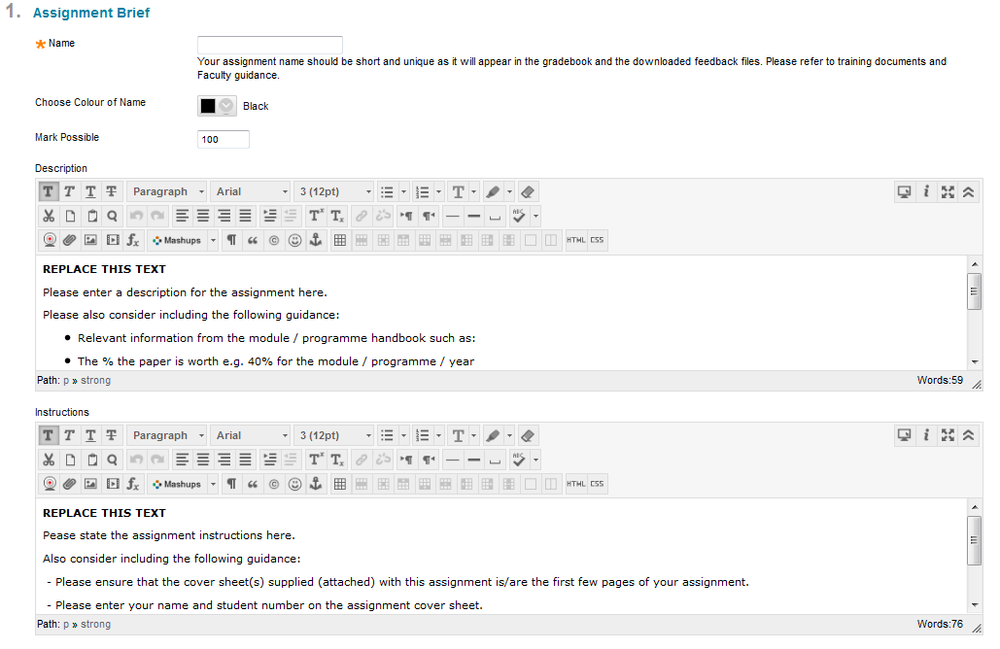 1. Assignment Brief
Name
Your assignment name should be short and unique as it will appear in the gradebook and the downloaded feedback files. Please refer to training documents and
Faculty guidance.
Choose Colour of Name
Black
Mark Possible
100
Description
T T T T Paragraph Arial 3 (12pt) T
ABC
Mashups HTML CSS
REPLACE THIS TEXT
Please enter a description for the assignment here.
Please also consider including the following guidance:
• Relevant information from the module / programme handbook such as:
• The % the paper is worth e.g. 40% for the module / programme / year
Path: p » strong Words:59
Instructions
T T T T Paragraph Arial 3 (12pt) T
ABC
Mashups HTML CSS
REPLACE THIS TEXT
Pease state the assignment instructions here.
Also consider including the following guidance:
- Please ensure that the cover sheet(s) supplied (attached) with this assignment is/are the first few pages of your assignment.
- Please enter your name and student number on the assignment cover sheet.
Path: p » strong Words:76